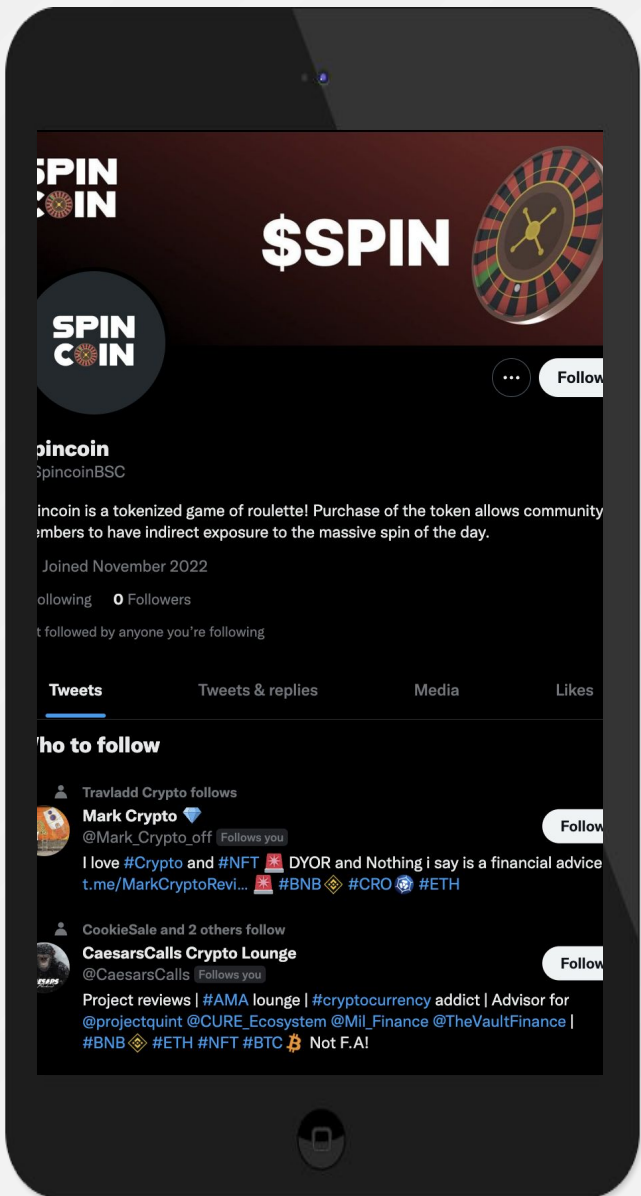 SPIN
COIN
$SPIN
SPIN
COIN
...
Follow
pincoin
SpincoinBSC
incoin is a tokenized game of roulette! Purchase of the token allows community
embers to have indirect exposure to the massive spin of the day.
Joined November 2022
ollowing 0 Followers
t followed by anyone you're following
Tweets Tweets & replies Media Likes
Who to follow
Travladd Crypto follows
Mark Crypto 💎
Follow
@Mark_Crypto_off Follows you
I love #Crypto and #NFT 🚨 DYOR and Nothing i say is a financial advice
t.me/MarkCryptoRevi... 🚨 #BNB #CRO #ETH
CookieSale and 2 others follow
CaesarsCalls Crypto Lounge
Follow
@CaesarsCalls Follows you
Project reviews | #AMA lounge | #cryptocurrency addict | Advisor for
@projectquint @CURE_Ecosystem @Mil_Finance @TheVaultFinance |
#BNB #ETH #NFT #BTC Not F.A!